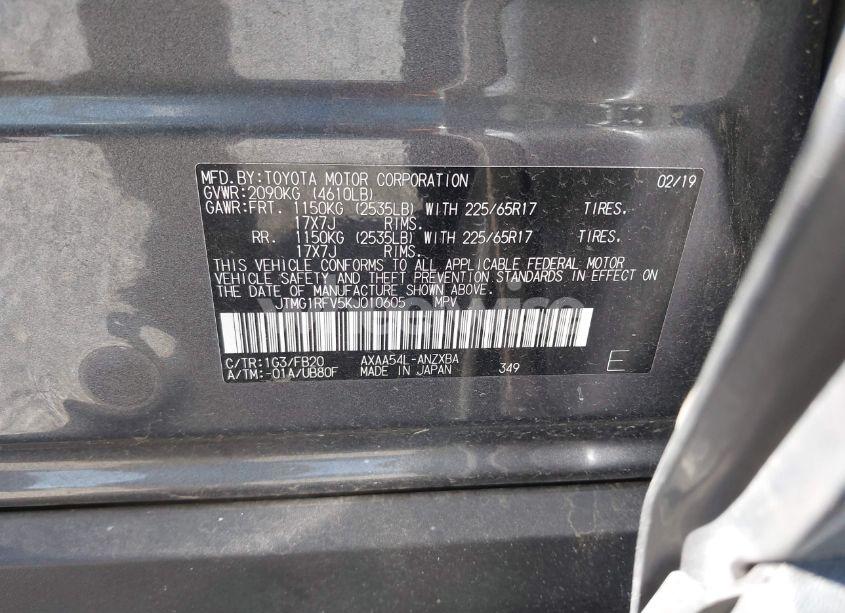 MFD.BY:TOYOTA MOTOR CORPORATION 02/19
GVWR:2090KG (4610LB)
GAWR:FRT. 1150KG (2535LB) WITH 225/65R17 TIRES.
17X7J RIMS.
RR. 1150KG (2535LB) WITH 225/65R17 TIRES.
17X7J RIMS.
THIS VEHICLE CONFORMS TO ALL APPLICABLE FEDERAL MOTOR
VEHICLE SAFETY AND THEFT PREVENTION STANDARDS IN EFFECT ON
THE DATE OF MANUFACTURE SHOWN ABOVE.
JTMG1RFV5KJ010605 MPV
C/TR:1G3/FB20 AXAA54L-ANZXBA
A/TM:-01A/UB80F MADE IN JAPAN 349 E